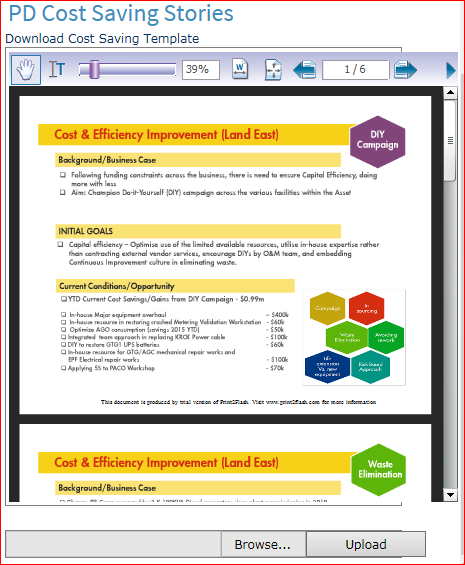 PD Cost Saving Stories
Download Cost Saving Template
39%
W
1 / 6
Cost & Efficiency Improvement (Land East)
DIY
Campaign
Background/Business Case
Following funding constraints across the business, there is need to ensure Capital Efficiency, doing
more with less
Aim: Champion Do-it-Yourself (DIY) campaign across the various facilities within the Asset
INITIAL GOALS
Capital efficiency – Optimise use of the limited available resources, utilise in-house expertise rather
than contracting external vendor services, encourage DIYs by O&M team, and embedding
Continuous Improvement culture in eliminating waste.
Current Conditions/Opportunity
YTD Current Cost Savings/Gains from DIY Campaign - $0.99m
In-house Major equipment overhaul – $400k
In-house resource in restoring crashed Metering Validation Workstation - $60k
Optimize AGO consumption (savings 2015 YTD) - $50k
Integrated team approach in replacing KROK Power cable - $100k
DIY to restore GTG1 UPS batteries - $60k
In-house resource for GTG/AGC mechanical repair works and
EPF Electrical repair works - $100k
Applying 5S to PACO Workshop - $70k
Campaign
In
sourcing
Waste
Elimination
Avoiding
rework
Life
extension
Vs. new
equipment
Risk Based
Approach
This document is produced by trial version of Print2Flash. Visit www.print2flash.com for more information
Cost & Efficiency Improvement (Land East)
Waste
Elimination
Background/Business Case
Browse...
Upload